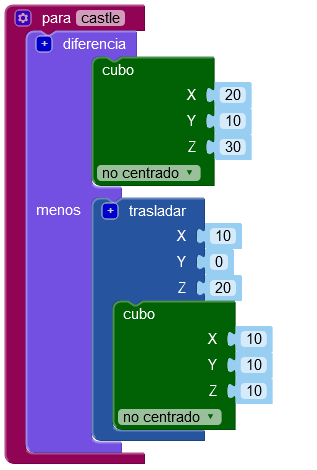 para castle
diferencia
cubo
X 20
Y 10
Z 30
no centrado
menos
trasladar
X 10
Y 0
Z 20
cubo
X 10
Y 10
Z 10
no centrado